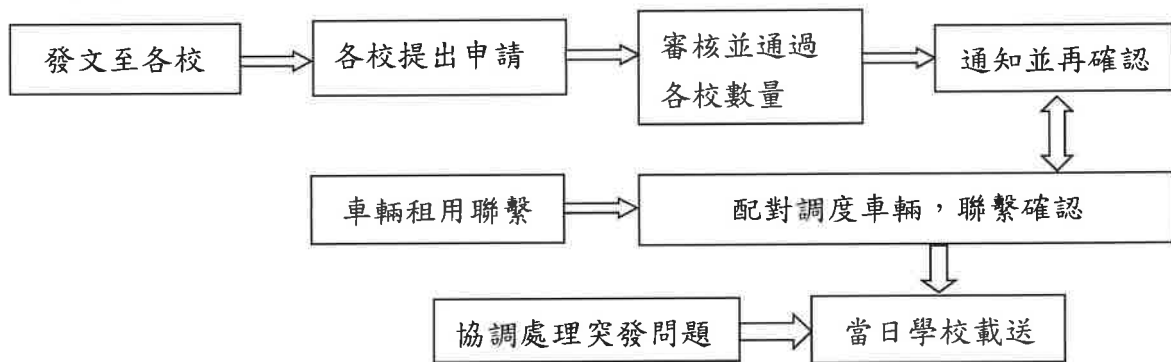 發文至各校
各校提出申請
審核並通過
各校數量
通知並再確認
車輛租用聯繫
配對調度車輛，聯繫確認
協調處理突發問題
當日學校載送